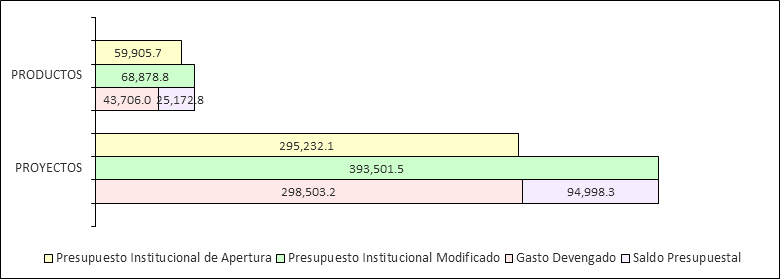 59,905.7
PRODUCTOS
68,878.8
43,706.0 25,172.8
295,232.1
PROYECTOS
393,501.5
298,503.2 94,998.3
Presupuesto Institucional de Apertura Presupuesto Institucional Modificado Gasto Devengado Saldo Presupuestal